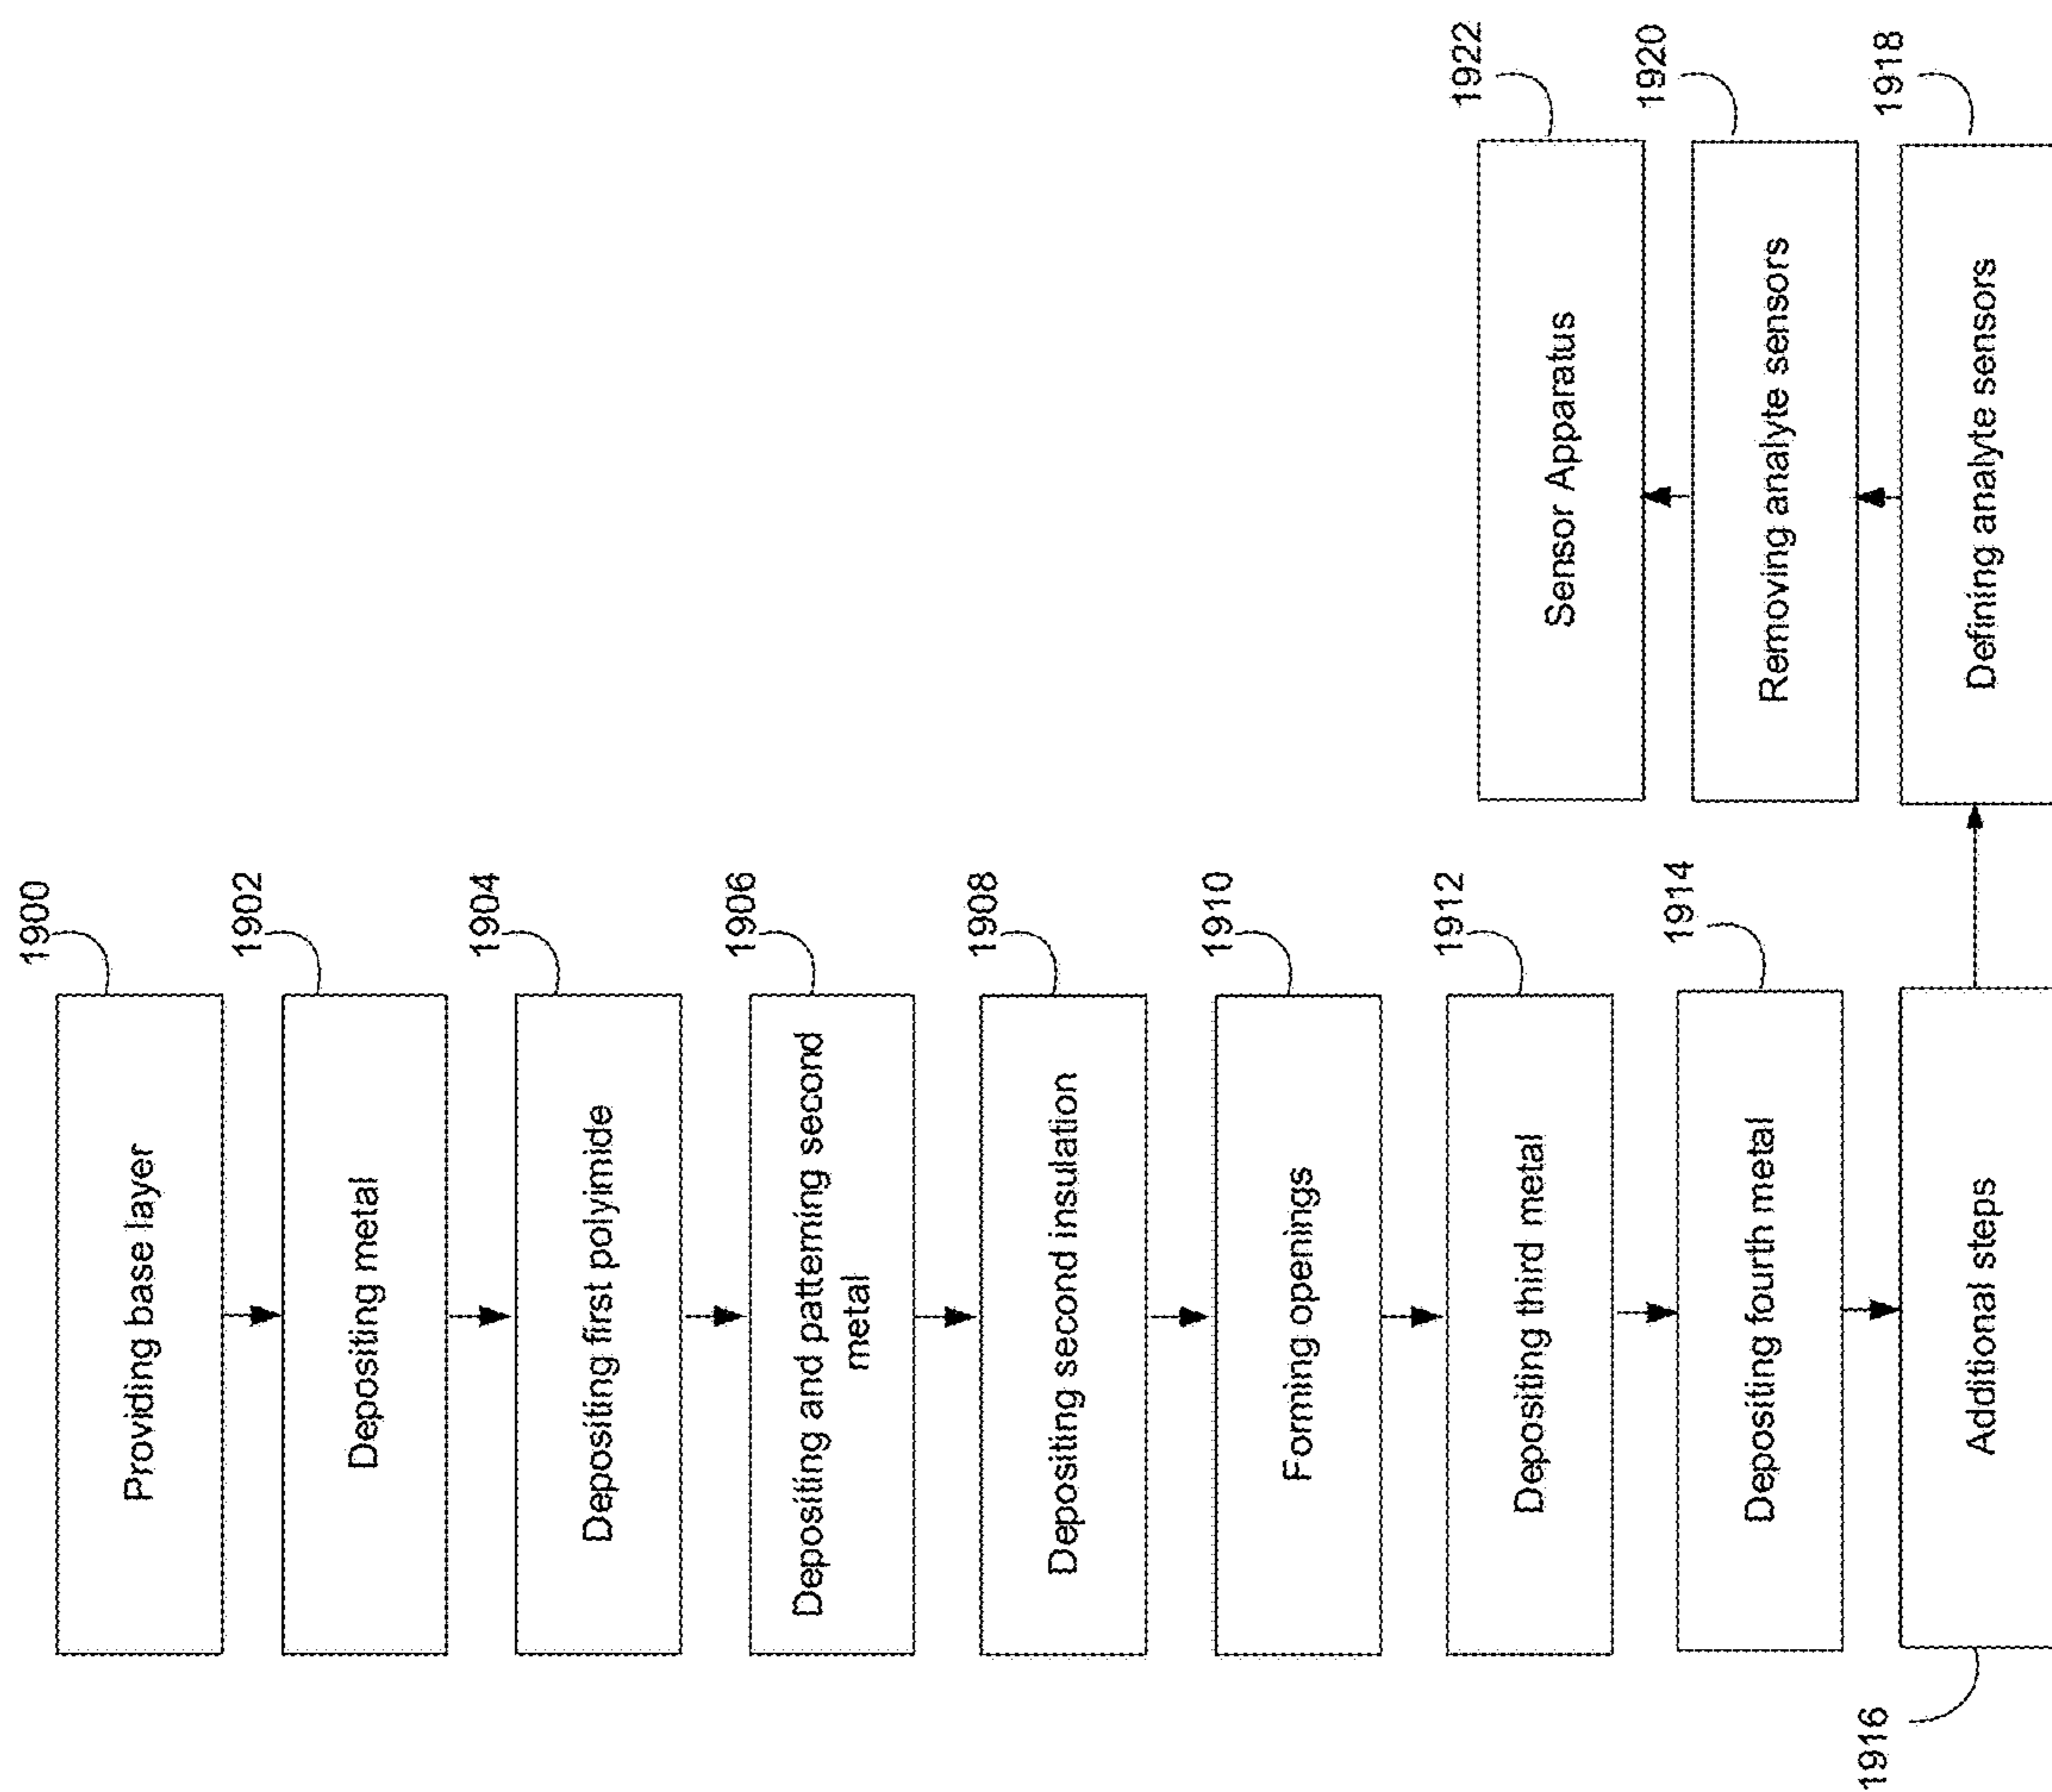 1900
Providing base layer
1902
Depositing metal
1904
Depositing first polyimide
1906
Depositing and patterning second
metal
1908
Depositing second insulation
1910
Forming openings
1912
Depositing third metal
1914
Depositing fourth metal
1916
Additional steps
1918
Defining analyte sensors
1920
Removing analyte sensors
1922
Sensor Apparatus